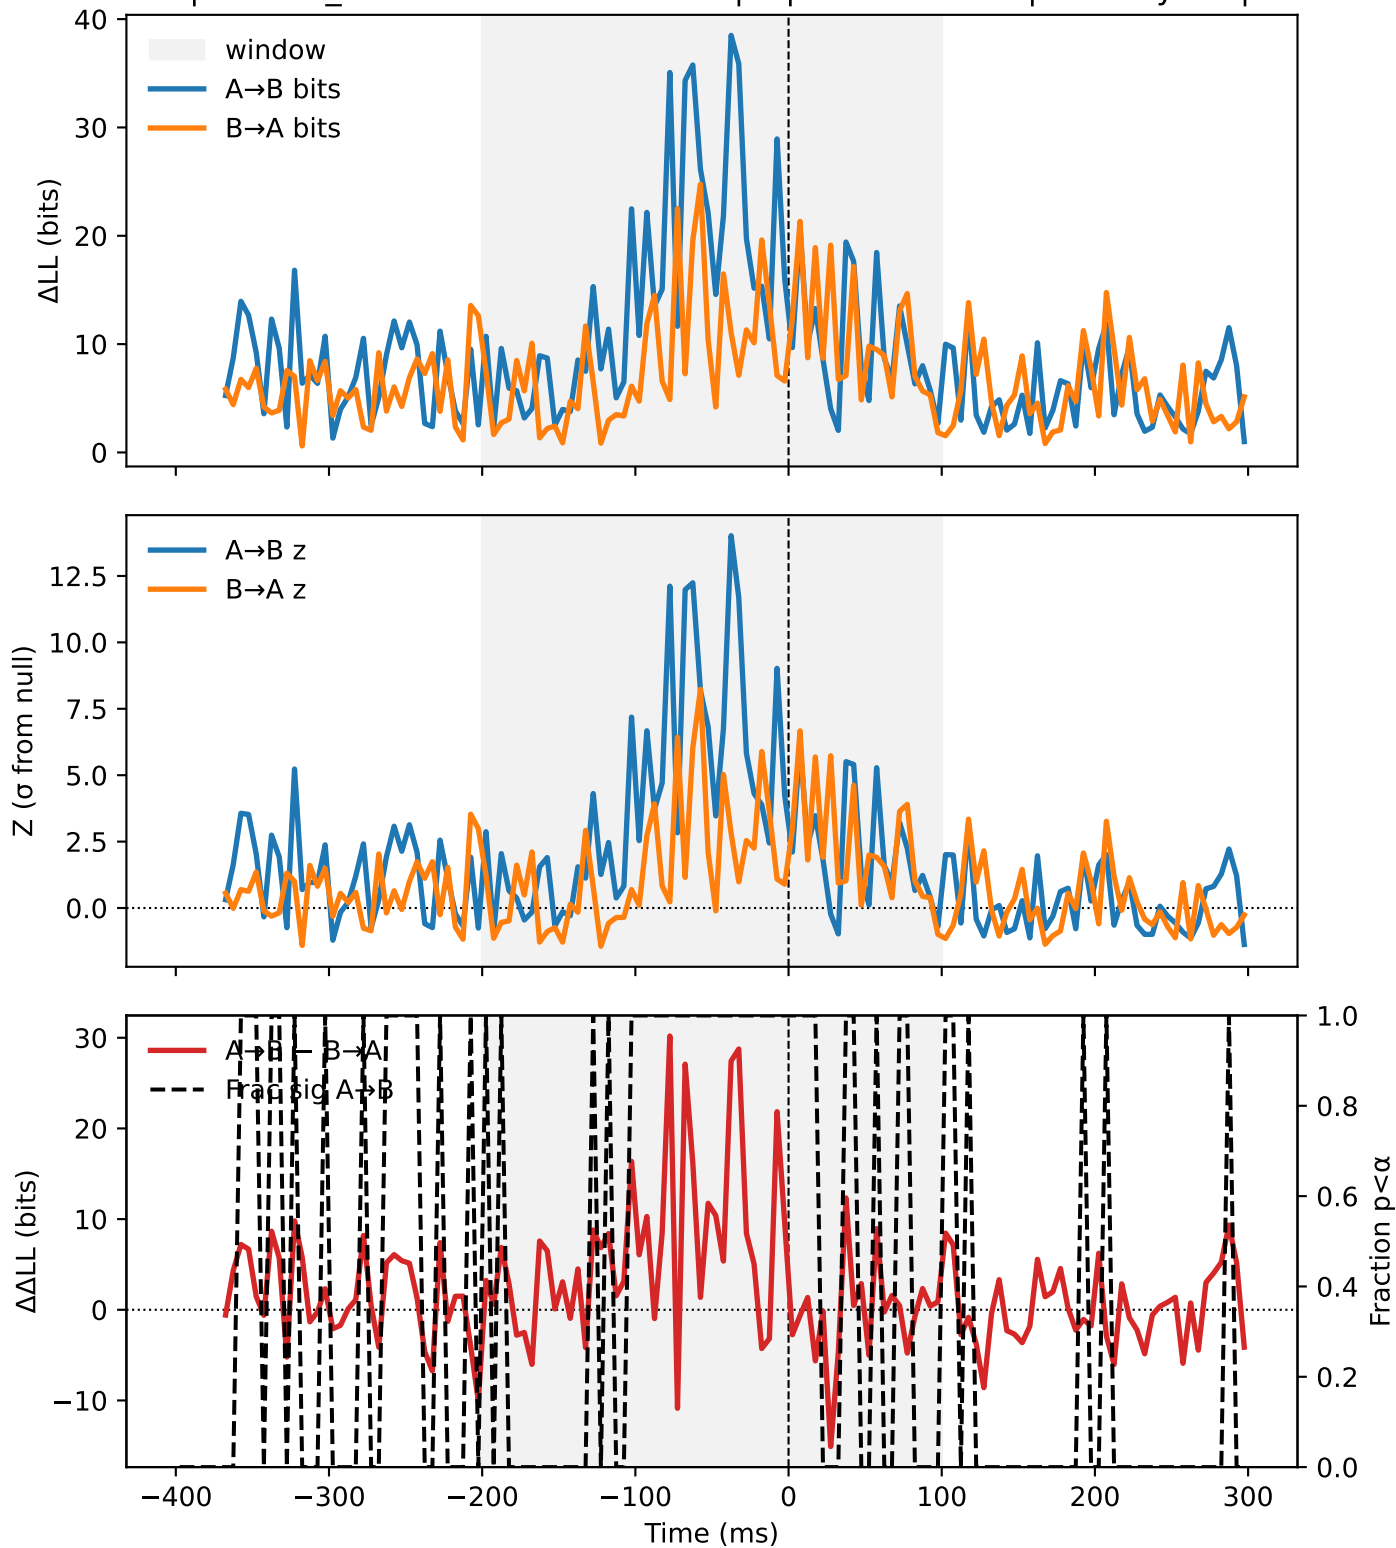 40
30
20
10
0
ΔLL (bits)
window
A→B bits
B→A bits
12.5
10.0
7.5
5.0
2.5
0.0
Z (σ from null)
A→B z
B→A z
30
20
10
0
−10
ΔΔLL (bits)
A→B − B→A
Frac sig A→B
1.0
0.8
0.6
0.4
0.2
0.0
Fraction p<α
−400 −300 −200 −100 0 100 200 300
Time (ms)